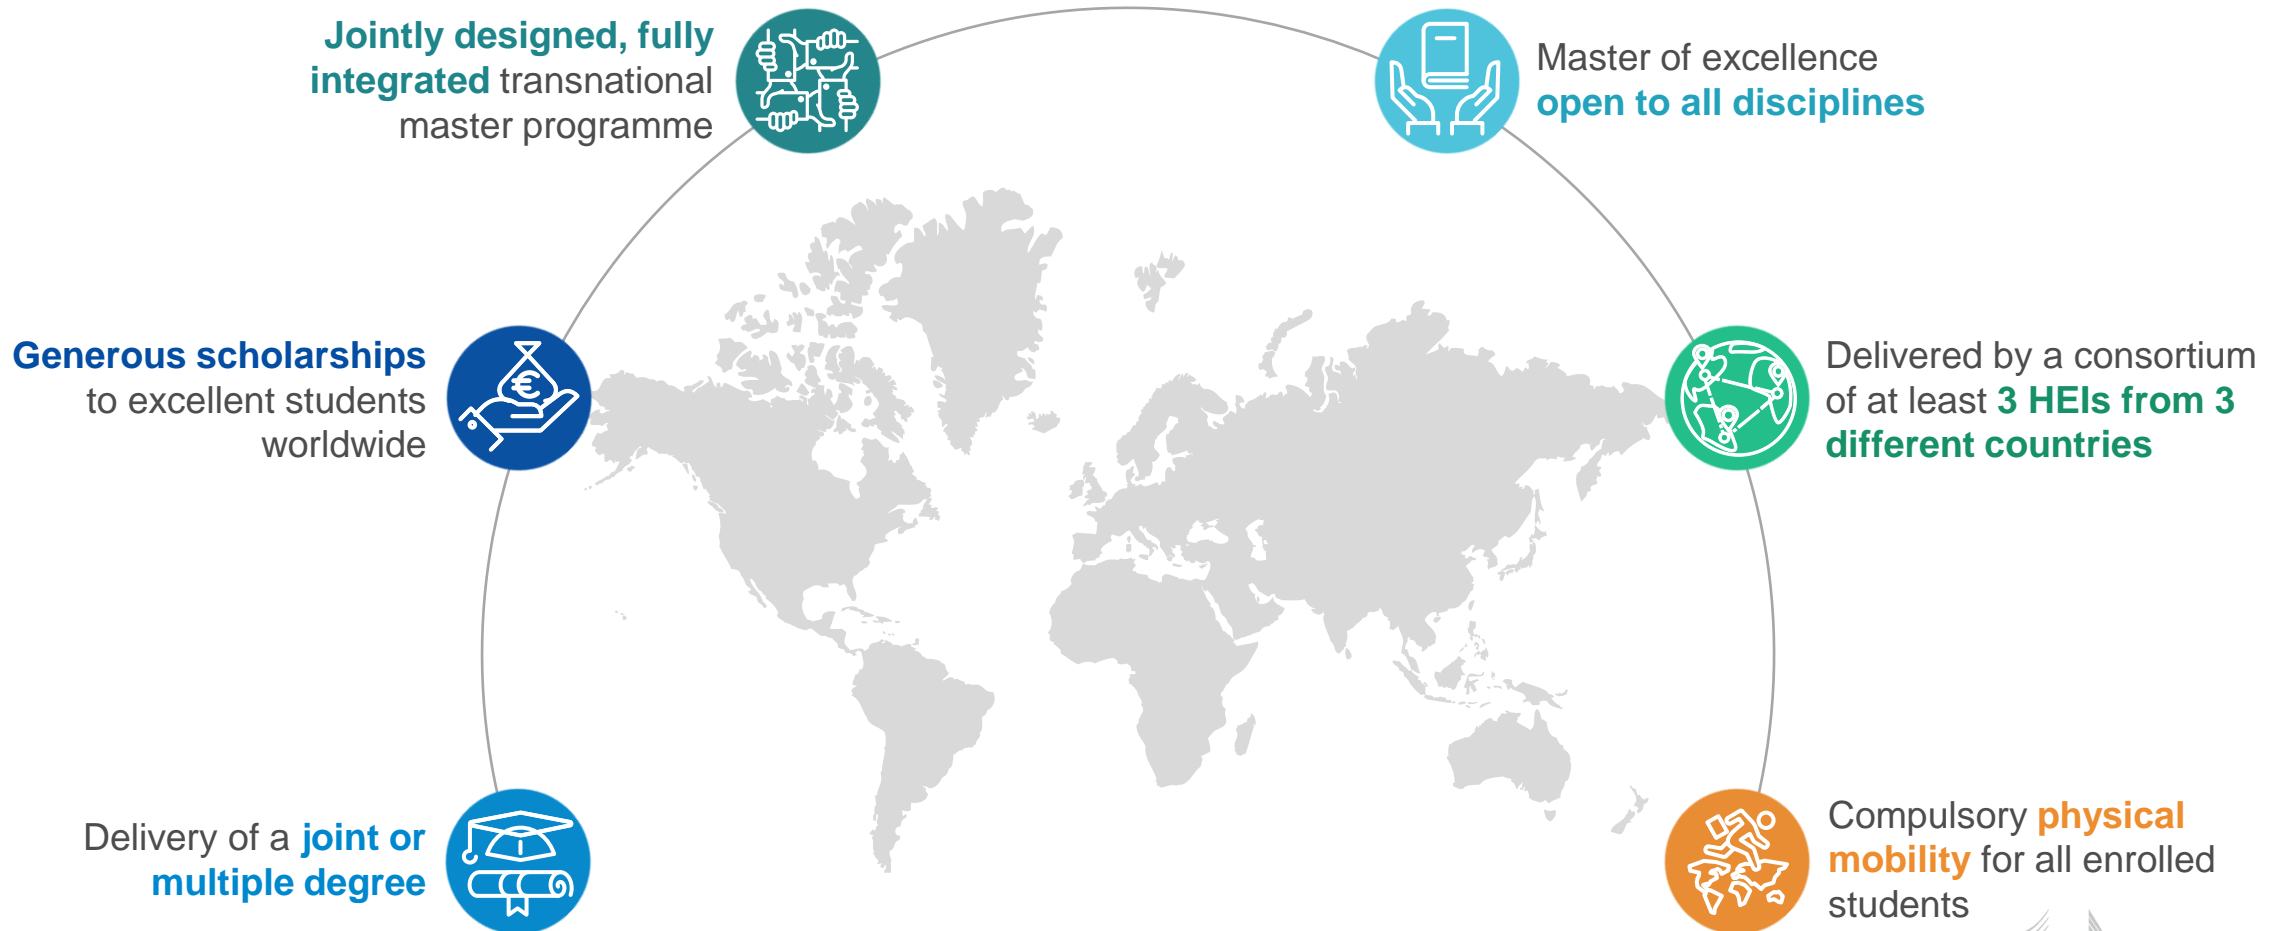 Jointly designed, fully
integrated transnational
master programme
Master of excellence
open to all disciplines
Generous scholarships
to excellent students
worldwide
€
Delivered by a consortium
of at least 3 HEIs from 3
different countries
Delivery of a joint or
multiple degree
Compulsory physical
mobility for all enrolled
students